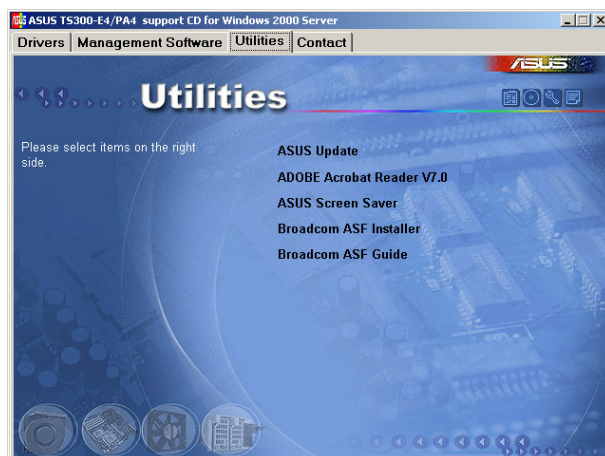 ASUS TS300-E4/PA4 support CD for Windows 2000 Server
Drivers Management Software Utilities Contact
ASUS
Utilities
Please select items on the right
side.
ASUS Update
ADOBE Acrobat Reader V7.0
ASUS Screen Saver
Broadcom ASF Installer
Broadcom ASF Guide